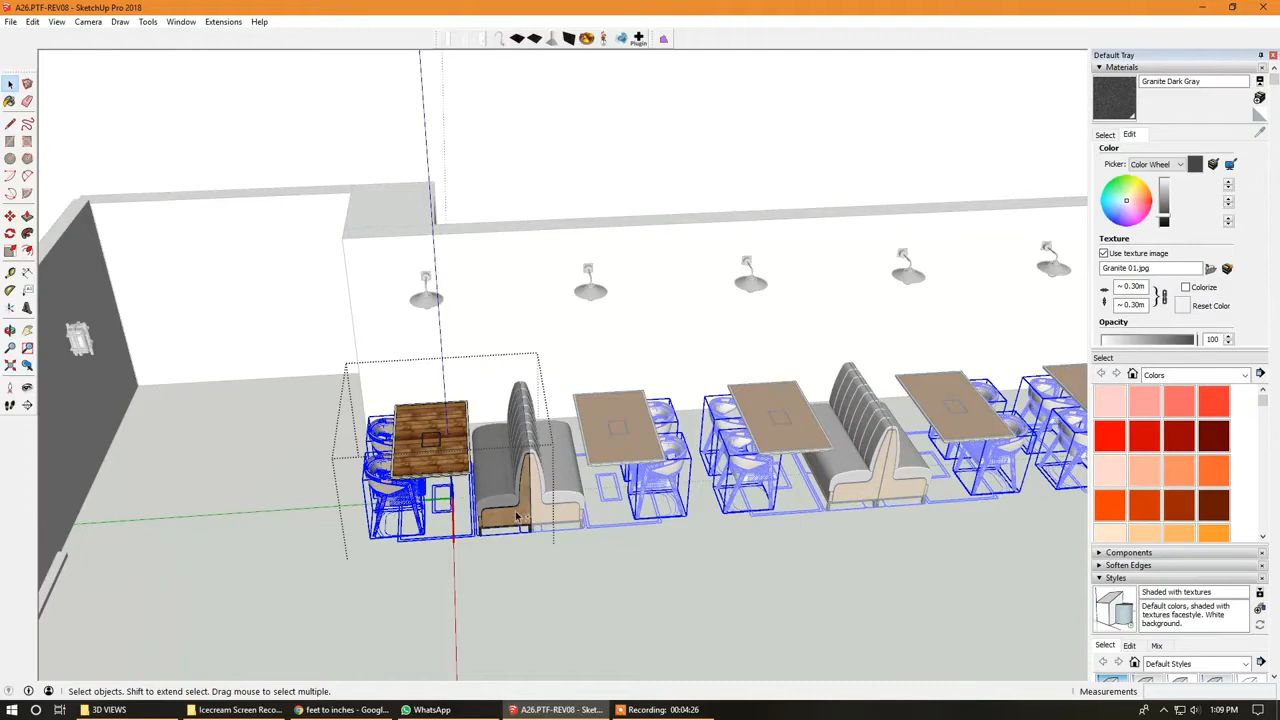 A26.PTF-REV08 - SketchUp Pro 2018
File Edit View Camera Draw Tools Window Extensions Help
Plugin
Default Tray
Materials
Granite Dark Gray
Select Edit
Color
Picker: Color Wheel
Texture
Use texture image
Granite 01.jpg
~ 0.30m Colorize
~ 0.30m Reset Color
Opacity
100
Select
Colors
Components
Soften Edges
Styles
Shaded with textures
Default colors, shaded with
textures facestyle. White
background.
Select Edit Mix
Default Styles
Select objects. Shift to extend select. Drag mouse to select multiple. Measurements
3D VIEWS Icecream Screen Reco... feet to inches - Googl... WhatsApp A26.PTF-REV08 - Sket... Recording: 00:04:26 1:09 PM